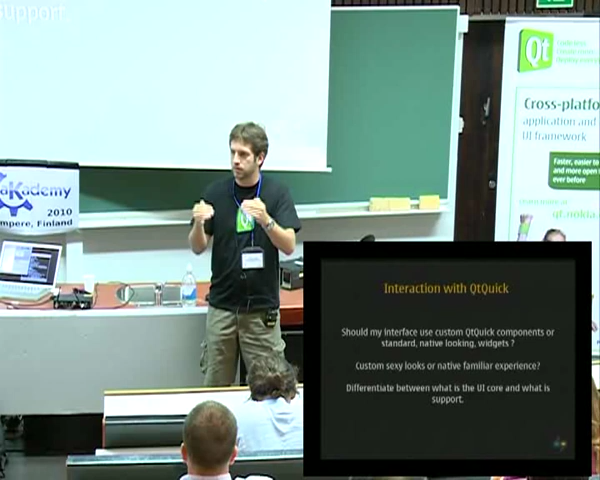 support
Qt
Cross-platfo
application and
UI framework
Faster, easier to
and more open t
ever before
qt.nokia.c
aKademy
2010
mpere, Finland
Interaction with QtQuick
Should my interface use custom QtQuick components or
standard, native looking, widgets ?
Custom sexy looks or native familiar experience?
Differentiate between what is the UI core and what is
support.